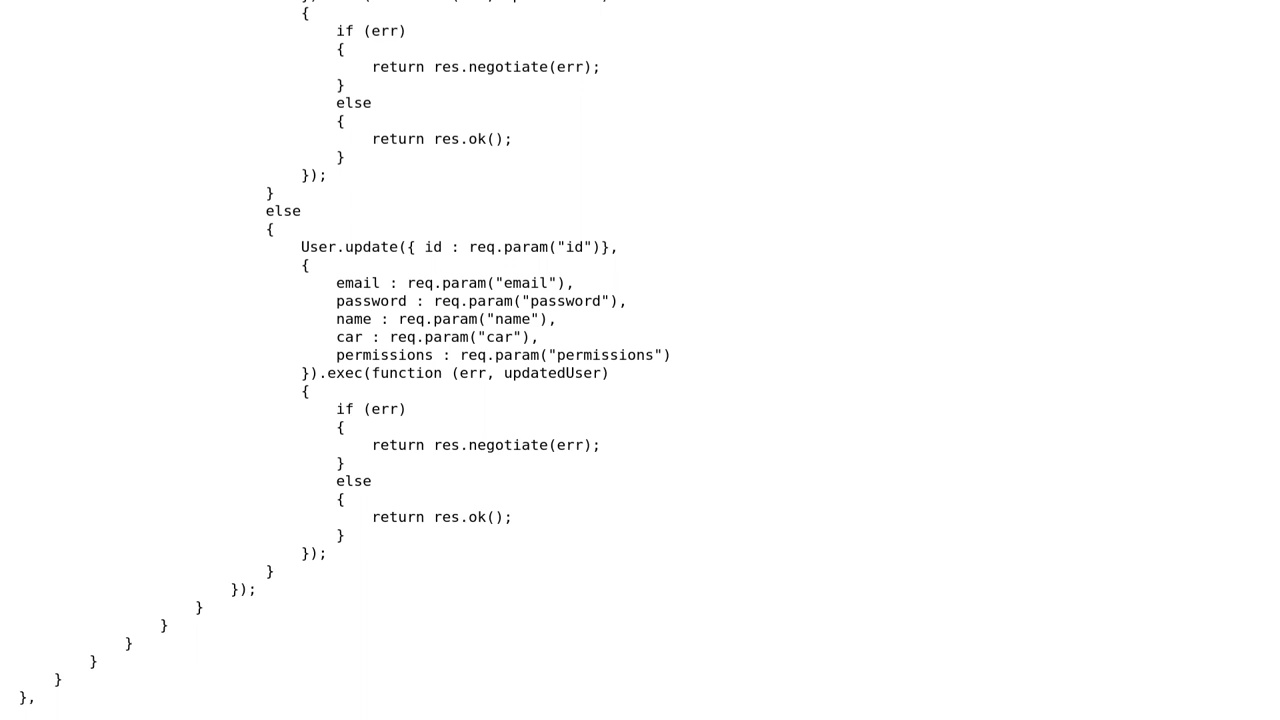 {
if (err)
{
return res.negotiate(err);
}
else
{
return res.ok();
}
});
}
else
{
User.update({ id : req.param("id")},
{
email : req.param("email"),
password : req.param("password"),
name : req.param("name"),
car : req.param("car"),
permissions : req.param("permissions")
}).exec(function (err, updatedUser)
{
if (err)
{
return res.negotiate(err);
}
else
{
return res.ok();
}
});
}
});
}
}
}
}
}
},